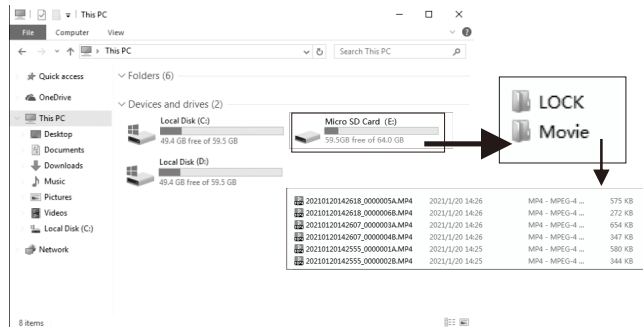 This PC
File Computer View
This PC
Search This PC
Quick access
OneDrive
This PC
Desktop
Documents
Downloads
Music
Pictures
Videos
Local Disk (C:)
Network
Folders (6)
Devices and drives (2)
Local Disk (C:)
49.4 GB free of 59.5 GB
Micro SD Card (E:)
59.5GB free of 64.0 GB
Local Disk (D:)
49.4 GB free of 59.5 GB
LOCK
Movie
20210120142618_0000005A.MP4 2021/1/20 14:26 MP4 - MPEG-4 ... 575 KB
20210120142618_0000006B.MP4 2021/1/20 14:26 MP4 - MPEG-4 ... 272 KB
20210120142607_0000003A.MP4 2021/1/20 14:26 MP4 - MPEG-4 ... 654 KB
20210120142607_0000004B.MP4 2021/1/20 14:26 MP4 - MPEG-4 ... 347 KB
20210120142555_0000001A.MP4 2021/1/20 14:25 MP4 - MPEG-4 ... 580 KB
20210120142555_0000002B.MP4 2021/1/20 14:25 MP4 - MPEG-4 ... 344 KB
8 items